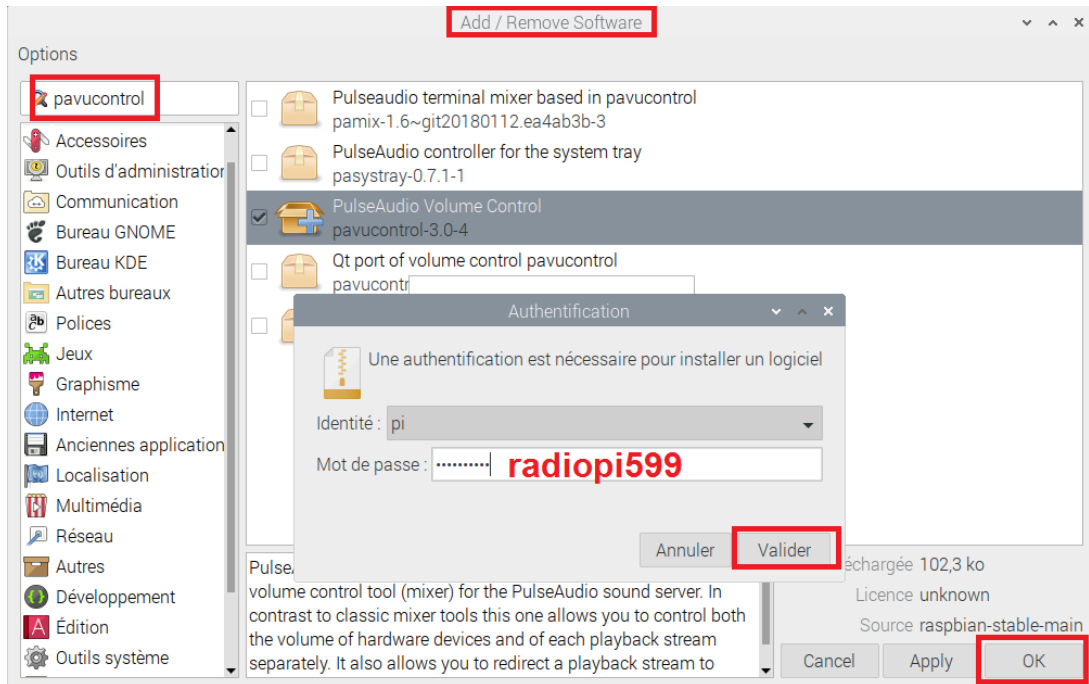 Add / Remove Software
Options
pavucontrol
Accessoires
Outils d'administration
Communication
Bureau GNOME
Bureau KDE
Autres bureaux
Polices
Jeux
Graphisme
Internet
Anciennes application
Localisation
Multimédia
Réseau
Autres
Développement
Édition
Outils système
Pulseaudio terminal mixer based in pavucontrol
pamix-1.6~git20180112.ea4ab3b-3
PulseAudio controller for the system tray
pasystray-0.7.1-1
PulseAudio Volume Control
pavucontrol-3.0-4
Qt port of volume control pavucontrol
pavucontr
Authentification
Une authentification est nécessaire pour installer un logiciel
Identité : pi
Mot de passe : •••••••••• radiopi599
Annuler Valider
Pulse
volume control tool (mixer) for the PulseAudio sound server. In
contrast to classic mixer tools this one allows you to control both
the volume of hardware devices and of each playback stream
separately. It also allows you to redirect a playback stream to
échargée 102,3 ko
Licence unknown
Source raspbian-stable-main
Cancel Apply OK